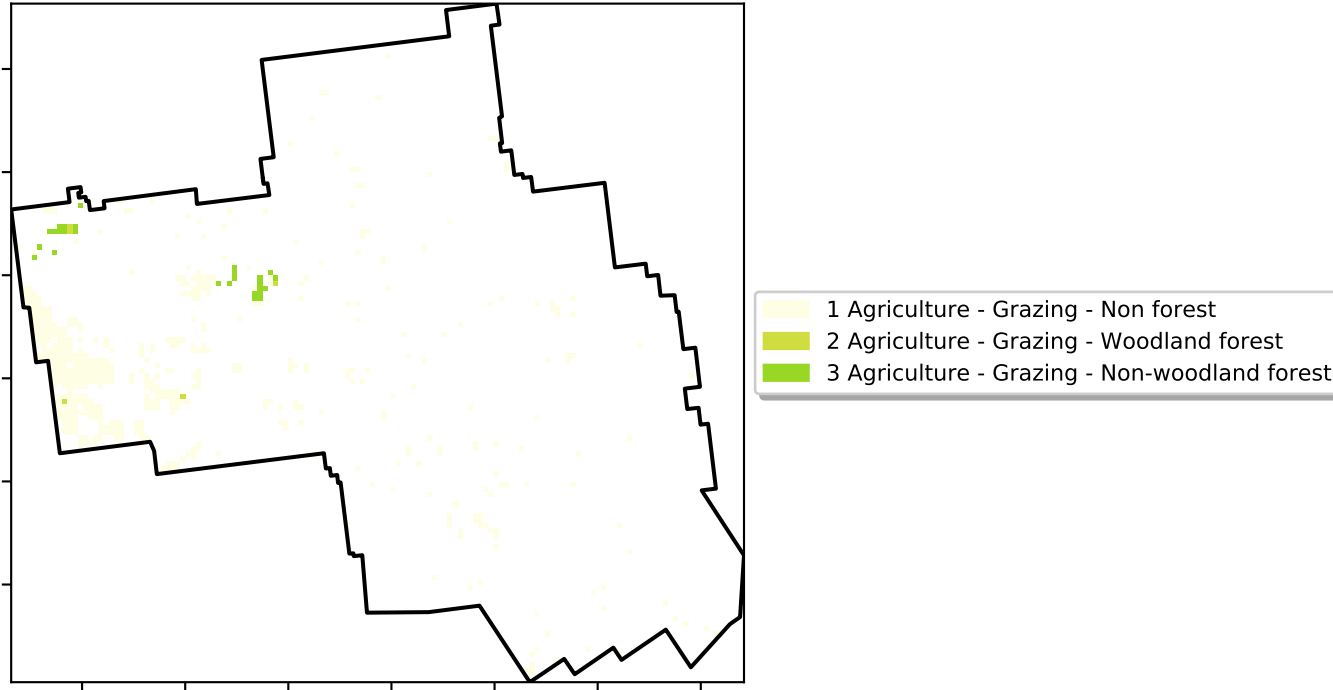 1 Agriculture - Grazing - Non forest
2 Agriculture - Grazing - Woodland forest
3 Agriculture - Grazing - Non-woodland forest